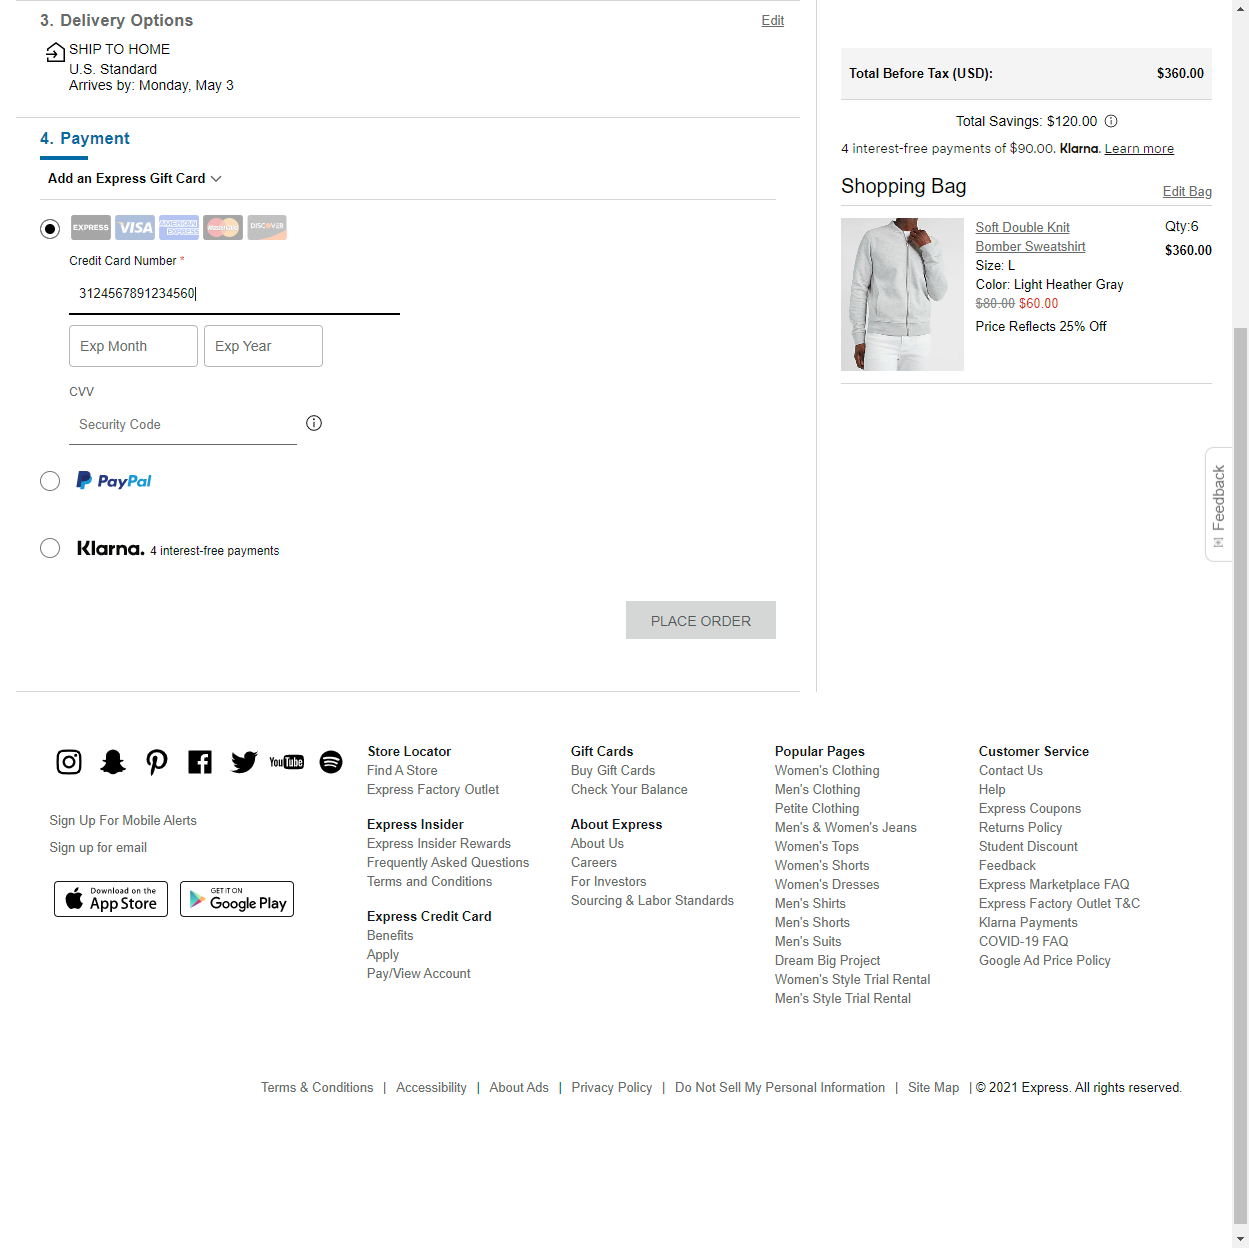 3. Delivery Options
Edit
SHIP TO HOME
U.S. Standard
Arrives by: Monday, May 3
4. Payment
Add an Express Gift Card
EXPRESS VISA AMERICAN EXPRESS MasterCard DISCOVER
Credit Card Number *
3124567891234560
Exp Month
Exp Year
CVV
Security Code
PayPal
Klarna. 4 interest-free payments
PLACE ORDER
Total Before Tax (USD): $360.00
Total Savings: $120.00
4 interest-free payments of $90.00. Klarna. Learn more
Shopping Bag
Edit Bag
Soft Double Knit
Bomber Sweatshirt
Size: L
Color: Light Heather Gray
$80.00 $60.00
Price Reflects 25% Off
Qty:6
$360.00
Feedback
You Tube
Sign Up For Mobile Alerts
Sign up for email
Download on the
App Store
GET IT ON
Google Play
Store Locator
Find A Store
Express Factory Outlet
Express Insider
Express Insider Rewards
Frequently Asked Questions
Terms and Conditions
Express Credit Card
Benefits
Apply
Pay/View Account
Gift Cards
Buy Gift Cards
Check Your Balance
About Express
About Us
Careers
For Investors
Sourcing & Labor Standards
Popular Pages
Women's Clothing
Men's Clothing
Petite Clothing
Men's & Women's Jeans
Women's Tops
Women's Shorts
Women's Dresses
Men's Shirts
Men's Shorts
Men's Suits
Dream Big Project
Women's Style Trial Rental
Men's Style Trial Rental
Customer Service
Contact Us
Help
Express Coupons
Returns Policy
Student Discount
Feedback
Express Marketplace FAQ
Express Factory Outlet T&C
Klarna Payments
COVID-19 FAQ
Google Ad Price Policy
Terms & Conditions | Accessibility | About Ads | Privacy Policy | Do Not Sell My Personal Information | Site Map | © 2021 Express. All rights reserved.